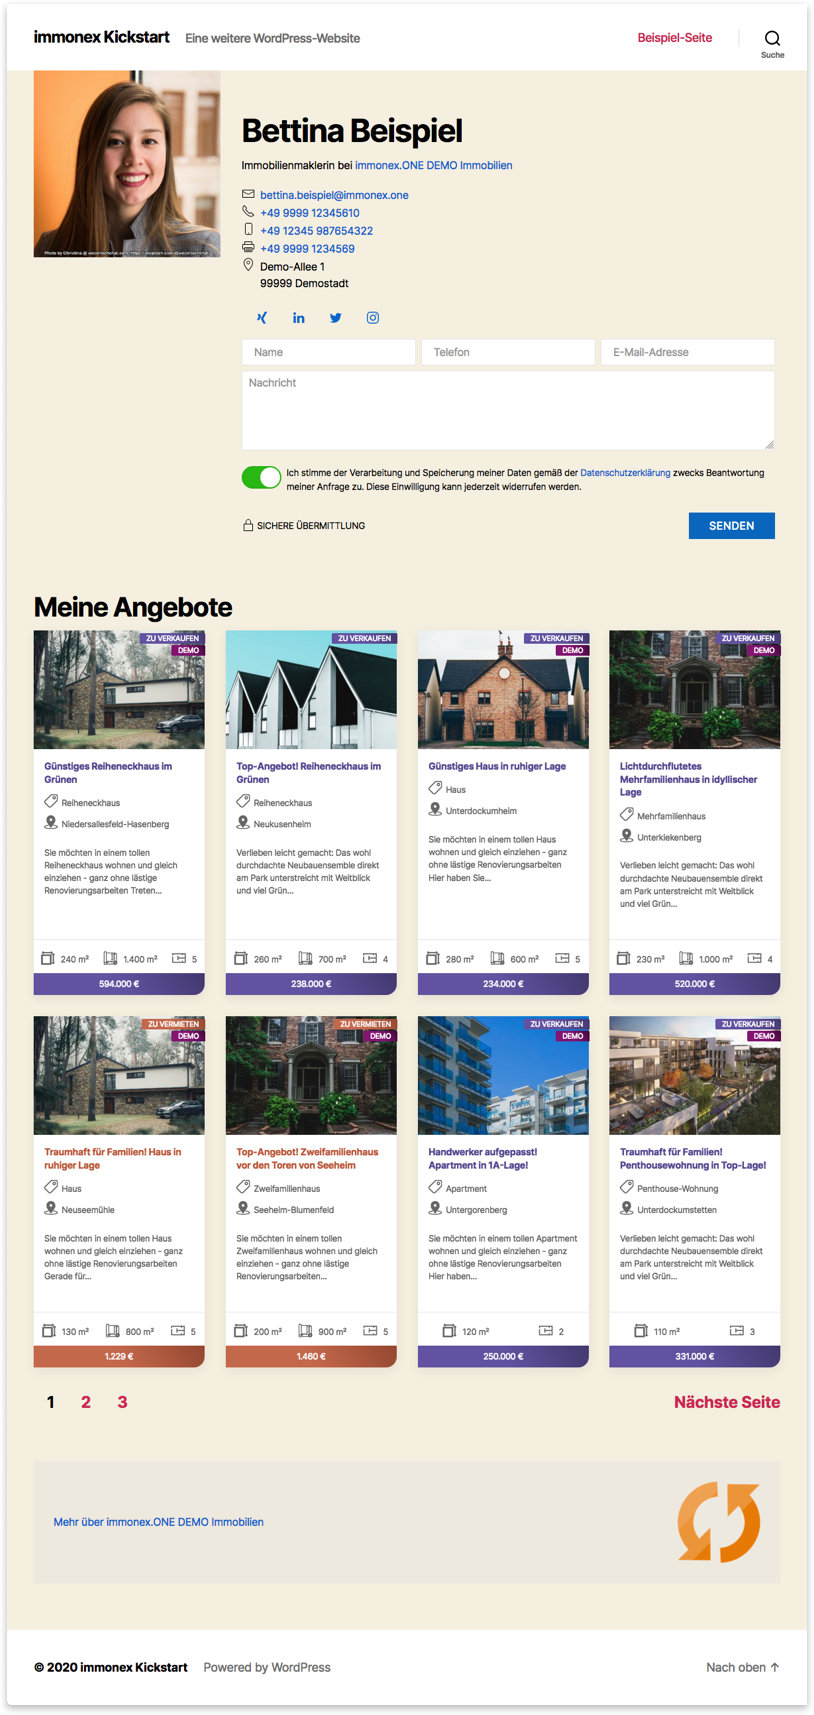 immonex Kickstart Eine weitere WordPress-Website Beispiel-Seite
Suche
Bettina Beispiel
Immobilienmaklerin bei immonex.ONE DEMO Immobilien
bettina.beispiel@immonex.one
+49 9999 12345610
+49 12345 987654322
+49 9999 1234569
Demo-Allee 1
99999 Demostadt
Name Telefon E-Mail-Adresse
Nachricht
Ich stimme der Verarbeitung und Speicherung meiner Daten gemäß der Datenschutzerklärung zwecks Beantwortung
meiner Anfrage zu. Diese Einwilligung kann jederzeit widerrufen werden.
SICHERE ÜBERMITTLUNG SENDEN
Meine Angebote
ZU VERKAUFEN
DEMO
Günstiges Reiheneckhaus im
Grünen
Reiheneckhaus
Niedersallesfeld-Hasenberg
Sie möchten in einem tollen
Reiheneckhaus wohnen und gleich
einziehen - ganz ohne lästige
Renovierungsarbeiten Treten...
240 m² 1.400 m² 5
594.000 €
ZU VERKAUFEN
Top-Angebot! Reiheneckhaus im
Grünen
Reiheneckhaus
Neukusenheim
Verlieben leicht gemacht: Das wohl
durchdachte Neubauensemble direkt
am Park unterstreicht mit Weitblick
und viel Grün...
260 m² 700 m² 4
238.000 €
ZU VERKAUFEN
DEMO
Günstiges Haus in ruhiger Lage
Haus
Unterdockumheim
Sie möchten in einem tollen Haus
wohnen und gleich einziehen - ganz
ohne lästige Renovierungsarbeiten
Hier haben Sie...
280 m² 600 m² 5
234.000 €
ZU VERKAUFEN
DEMO
Lichtdurchflutetes
Mehrfamilienhaus in idyllischer
Lage
Mehrfamilienhaus
Unterkiekenberg
Verlieben leicht gemacht: Das wohl
durchdachte Neubauensemble direkt
am Park unterstreicht mit Weitblick
und viel Grün...
230 m² 1.000 m² 4
520.000 €
ZU VERMIETEN
DEMO
Traumhaft für Familien! Haus in
ruhiger Lage
Haus
Neuseemühle
Sie möchten in einem tollen Haus
wohnen und gleich einziehen - ganz
ohne lästige Renovierungsarbeiten
Gerade für...
130 m² 800 m² 5
1.229 €
ZU VERMIETEN
DEMO
Top-Angebot! Zweifamilienhaus
vor den Toren von Seeheim
Zweifamilienhaus
Seeheim-Blumenfeld
Sie möchten in einem tollen
Zweifamilienhaus wohnen und gleich
einziehen - ganz ohne lästige
Renovierungsarbeiten...
200 m² 900 m² 5
1.460 €
ZU VERKAUFEN
DEMO
Handwerker aufgepasst!
Apartment in 1A-Lage!
Apartment
Untergorenberg
Sie möchten in einem tollen Apartment
wohnen und gleich einziehen - ganz
ohne lästige Renovierungsarbeiten
Hier haben...
120 m² 2
250.000 €
ZU VERKAUFEN
DEMO
Traumhaft für Familien!
Penthousewohnung in Top-Lage!
Penthouse-Wohnung
Unterdockumstetten
Verlieben leicht gemacht: Das wohl
durchdachte Neubauensemble direkt
am Park unterstreicht mit Weitblick
und viel Grün...
110 m² 3
331.000 €
1 2 3 Nächste Seite
Mehr über immonex.ONE DEMO Immobilien
© 2020 immonex Kickstart Powered by WordPress Nach oben ↑